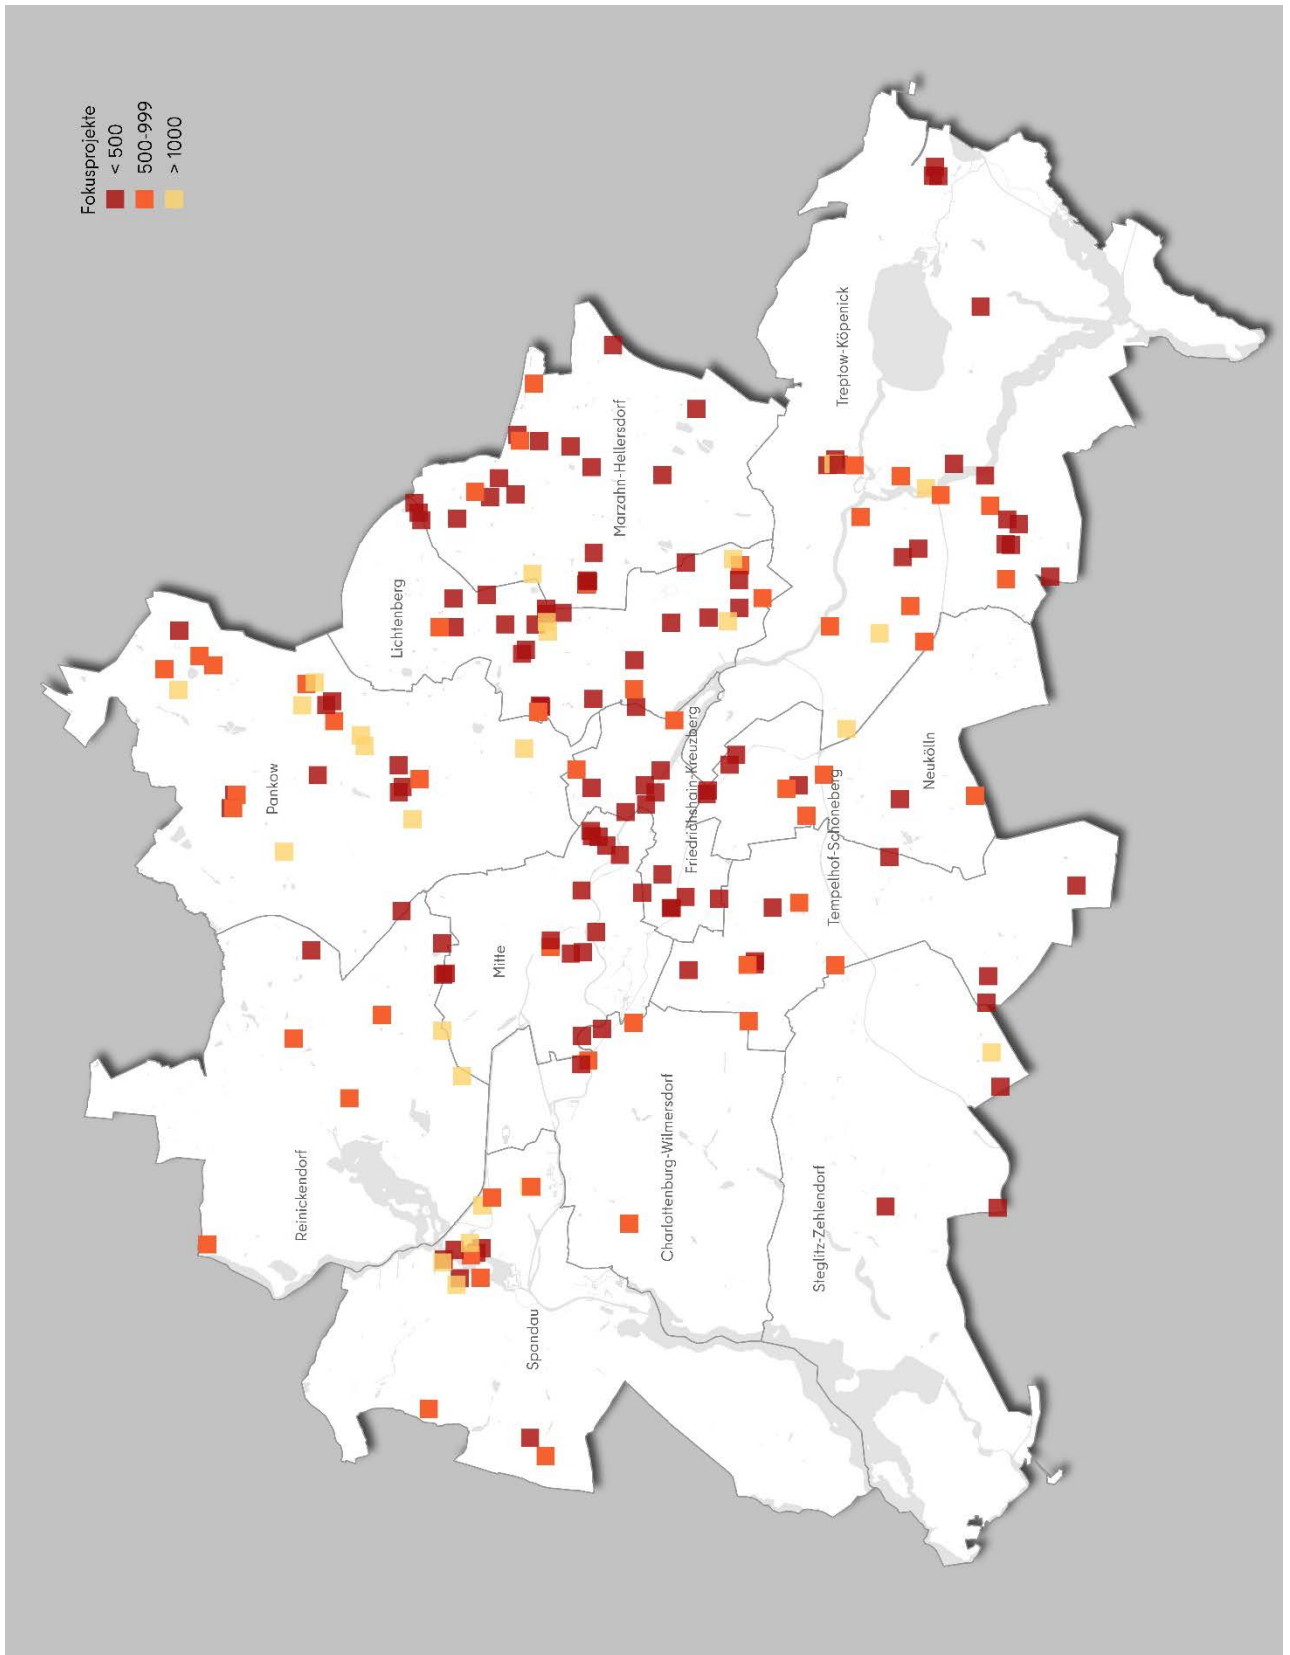 Fokusprojekte
< 500
500-999
> 1000
Pankow
Lichtenberg
Marzahn-Hellersdorf
Treptow-Köpenick
Reinickendorf
Mitte
Friedrichshain-Kreuzberg
Neukölln
Tempelhof-Schöneberg
Spandau
Charlottenburg-Wilmersdorf
Steglitz-Zehlendorf